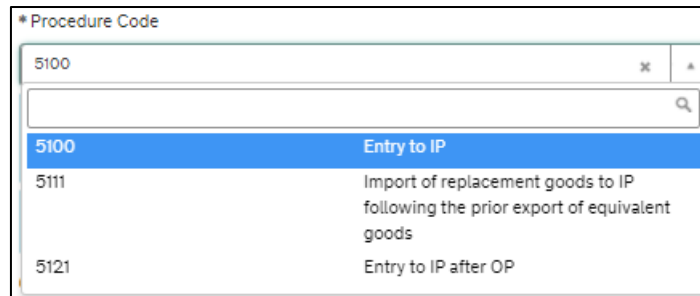 * Procedure Code
5100
5100 Entry to IP
5111 Import of replacement goods to IP
following the prior export of equivalent
goods
5121 Entry to IP after OP